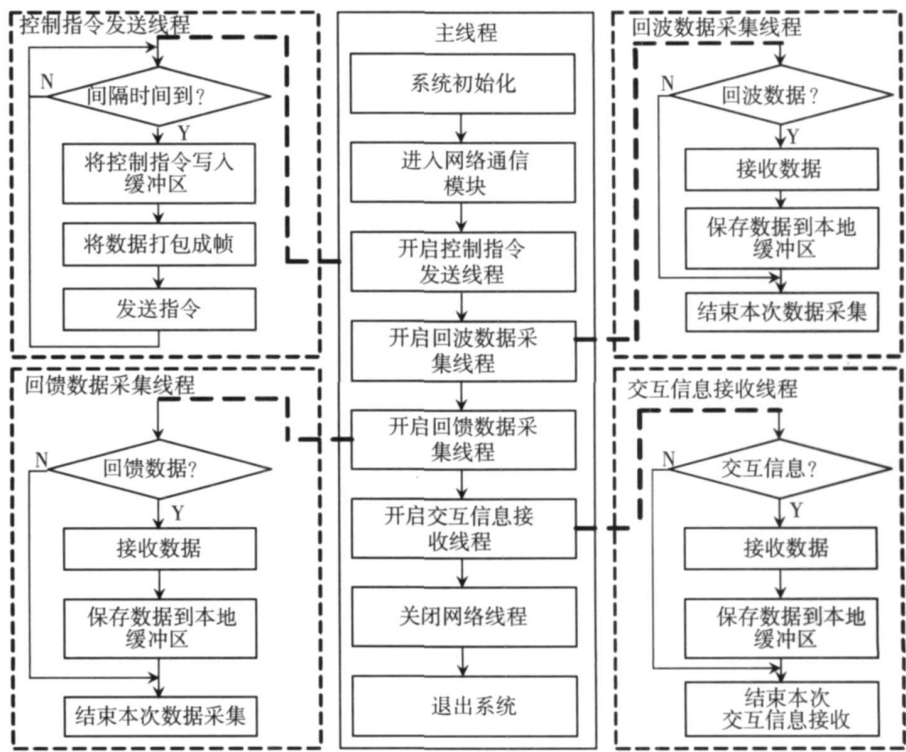 控制指令发送线程
N
间隔时间到?
Y
将控制指令写入
缓冲区
将数据打包成帧
发送指令
回馈数据采集线程
N
回馈数据?
Y
接收数据
保存数据到本地
缓冲区
结束本次数据采集
主线程
系统初始化
进入网络通信
模块
开启控制指令
发送线程
开启回波数据采
集线程
开启回馈数据采
集线程
开启交互信息接
收线程
关闭网络线程
退出系统
回波数据采集线程
N
回波数据?
Y
接收数据
保存数据到本地
缓冲区
结束本次数据采集
交互信息接收线程
N
交互信息?
Y
接收数据
保存数据到本地
缓冲区
结束本次
交互信息接收